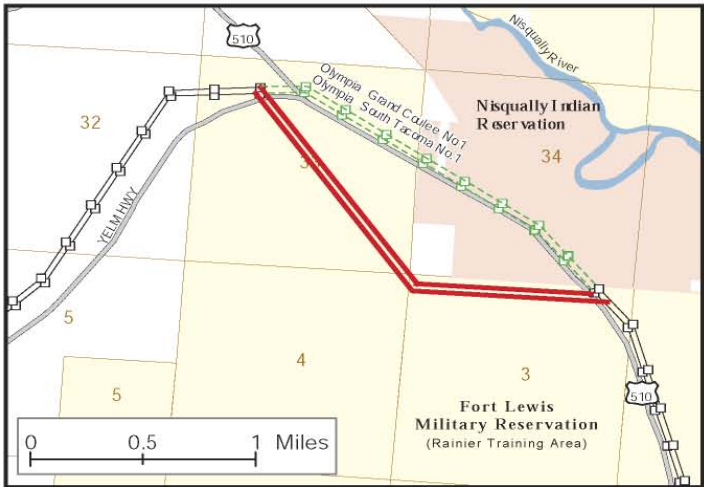 510
Nisqually River
Olympia Grand Coulee No.1
Olympia South Tacoma No.1
Nisqually Indian
Reservation
32
34
YELM HWY
5
4
3
5
510
Fort Lewis
Military Reservation
(Rainier Training Area)
0 0.5 1 Miles